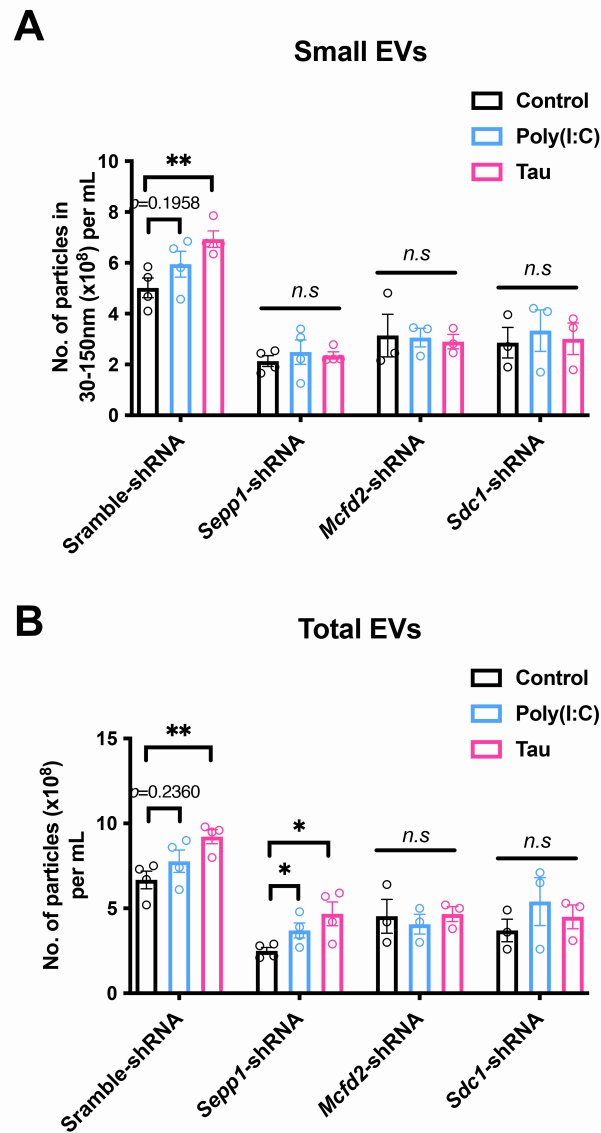 A
Small EVs
Control
Poly(I:C)
Tau
No. of particles in
30-150nm (x10⁸) per mL
10
8
6
4
2
0
**
p=0.1958
n.s
n.s
n.s
Sramble-shRNA
Sepp1-shRNA
Mcfd2-shRNA
Sdc1-shRNA
B
Total EVs
Control
Poly(I:C)
Tau
No. of particles (x10⁸)
per mL
15
10
5
0
**
p=0.2360
*
*
n.s
n.s
Sramble-shRNA
Sepp1-shRNA
Mcfd2-shRNA
Sdc1-shRNA